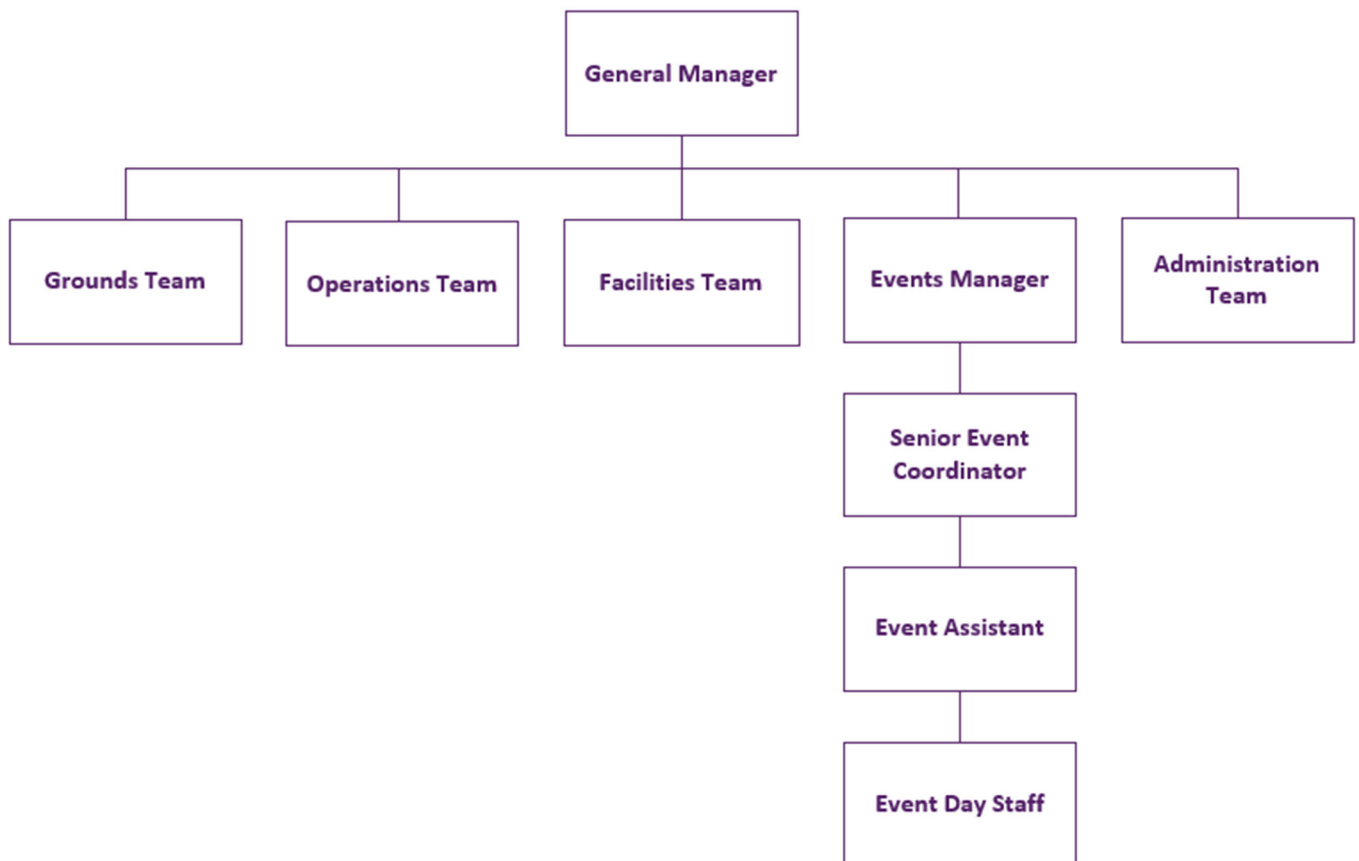 General Manager
Grounds Team
Operations Team
Facilities Team
Events Manager
Administration
Team
Senior Event
Coordinator
Event Assistant
Event Day Staff